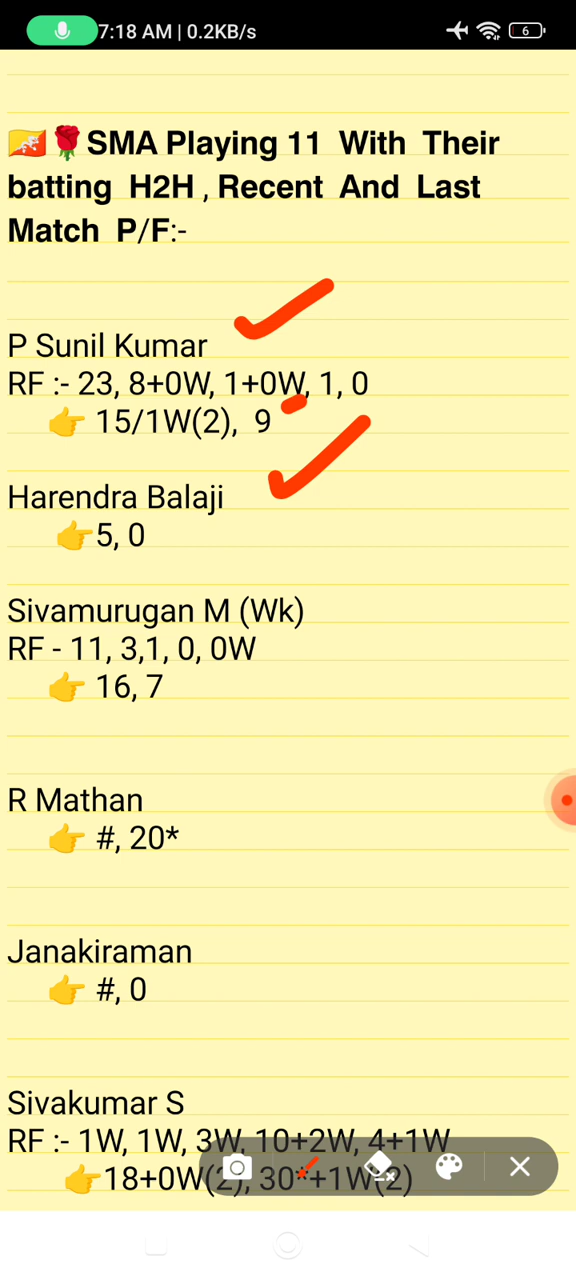 7:18 AM | 0.2KB/s 6
🇧🇹🌹SMA Playing 11 With Their
batting H2H , Recent And Last
Match P/F:-
P Sunil Kumar
RF :- 23, 8+0W, 1+0W, 1, 0
👉 15/1W(2), 9
Harendra Balaji
👉5, 0
Sivamurugan M (Wk)
RF - 11, 3,1, 0, 0W
👉 16, 7
R Mathan
👉 #, 20*
Janakiraman
👉 #, 0
Sivakumar S
RF :- 1W, 1W, 3W, 10+2W, 4+1W
👉18+0W(2), 30*+1W(2)